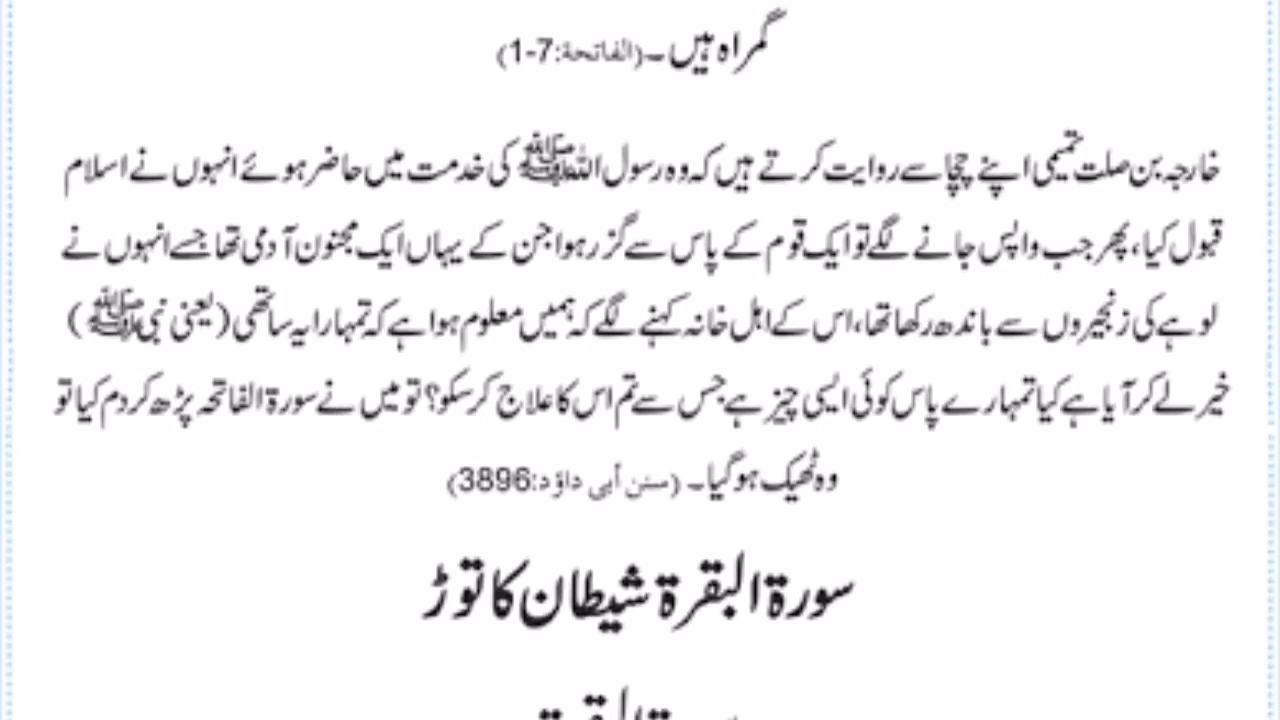 گمراہ ہیں۔ (الفاتحة:7-1)
خارجہ بن صلت تمیمی اپنے چچا سے روایت کرتے ہیں کہ وہ رسول اللہ ﷺ کی خدمت میں حاضر ہوئے انہوں نے اسلام
قبول کیا، پھر جب واپس جانے لگے تو ایک قوم کے پاس سے گزر ہوا جن کے یہاں ایک مجنون آدمی تھا جسے انہوں نے
لوہے کی زنجیروں سے باندھ رکھا تھا، اس کے اہل خانہ کہنے لگے کہ ہمیں معلوم ہوا ہے کہ تمہارا یہ ساتھی (یعنی نبی ﷺ)
خیر لے کر آیا ہے کیا تمہارے پاس کوئی ایسی چیز ہے جس سے تم اس کا علاج کر سکو؟ تو میں نے سورۃ الفاتحہ پڑھ کر دم کیا تو
وہ ٹھیک ہو گیا۔ (سنن أبی داؤد:3896)
سورۃ البقرۃ شیطان کا توڑ